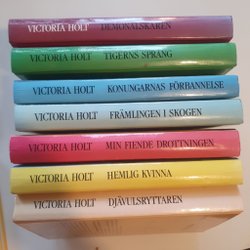 VICTORIA HOLT DEMONÄLSKAREN
VICTORIA HOLT TIGERNS SPRÅNG
VICTORIA HOLT KONUNGARNAS FÖRBANNELSE
VICTORIA HOLT FRÄMLINGEN I SKOGEN
VICTORIA HOLT MIN FIENDE DROTTNINGEN
VICTORIA HOLT HEMLIG KVINNA
VICTORIA HOLT DJÄVULSRYTTAREN